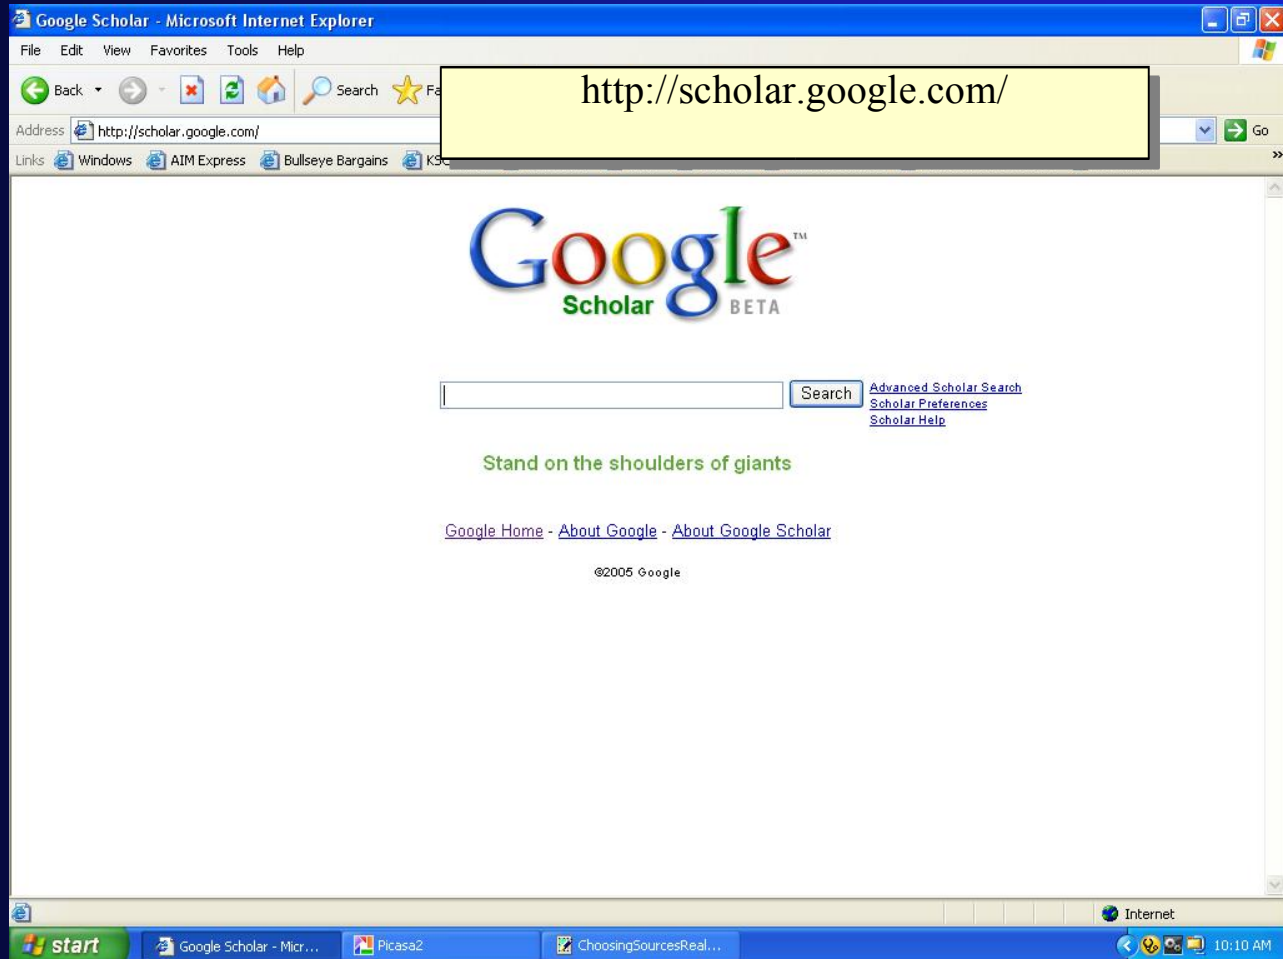 Google Scholar - Microsoft Internet Explorer
File Edit View Favorites Tools Help
Back Search
http://scholar.google.com/
Address http://scholar.google.com/ Go
Links Windows AIM Express Bullseye Bargains »
Google™
Scholar BETA
Search
Advanced Scholar Search
Scholar Preferences
Scholar Help
Stand on the shoulders of giants
Google Home - About Google - About Google Scholar
©2005 Google
Internet
start Google Scholar - Micr... Picasa2 ChoosingSourcesReal... 10:10 AM